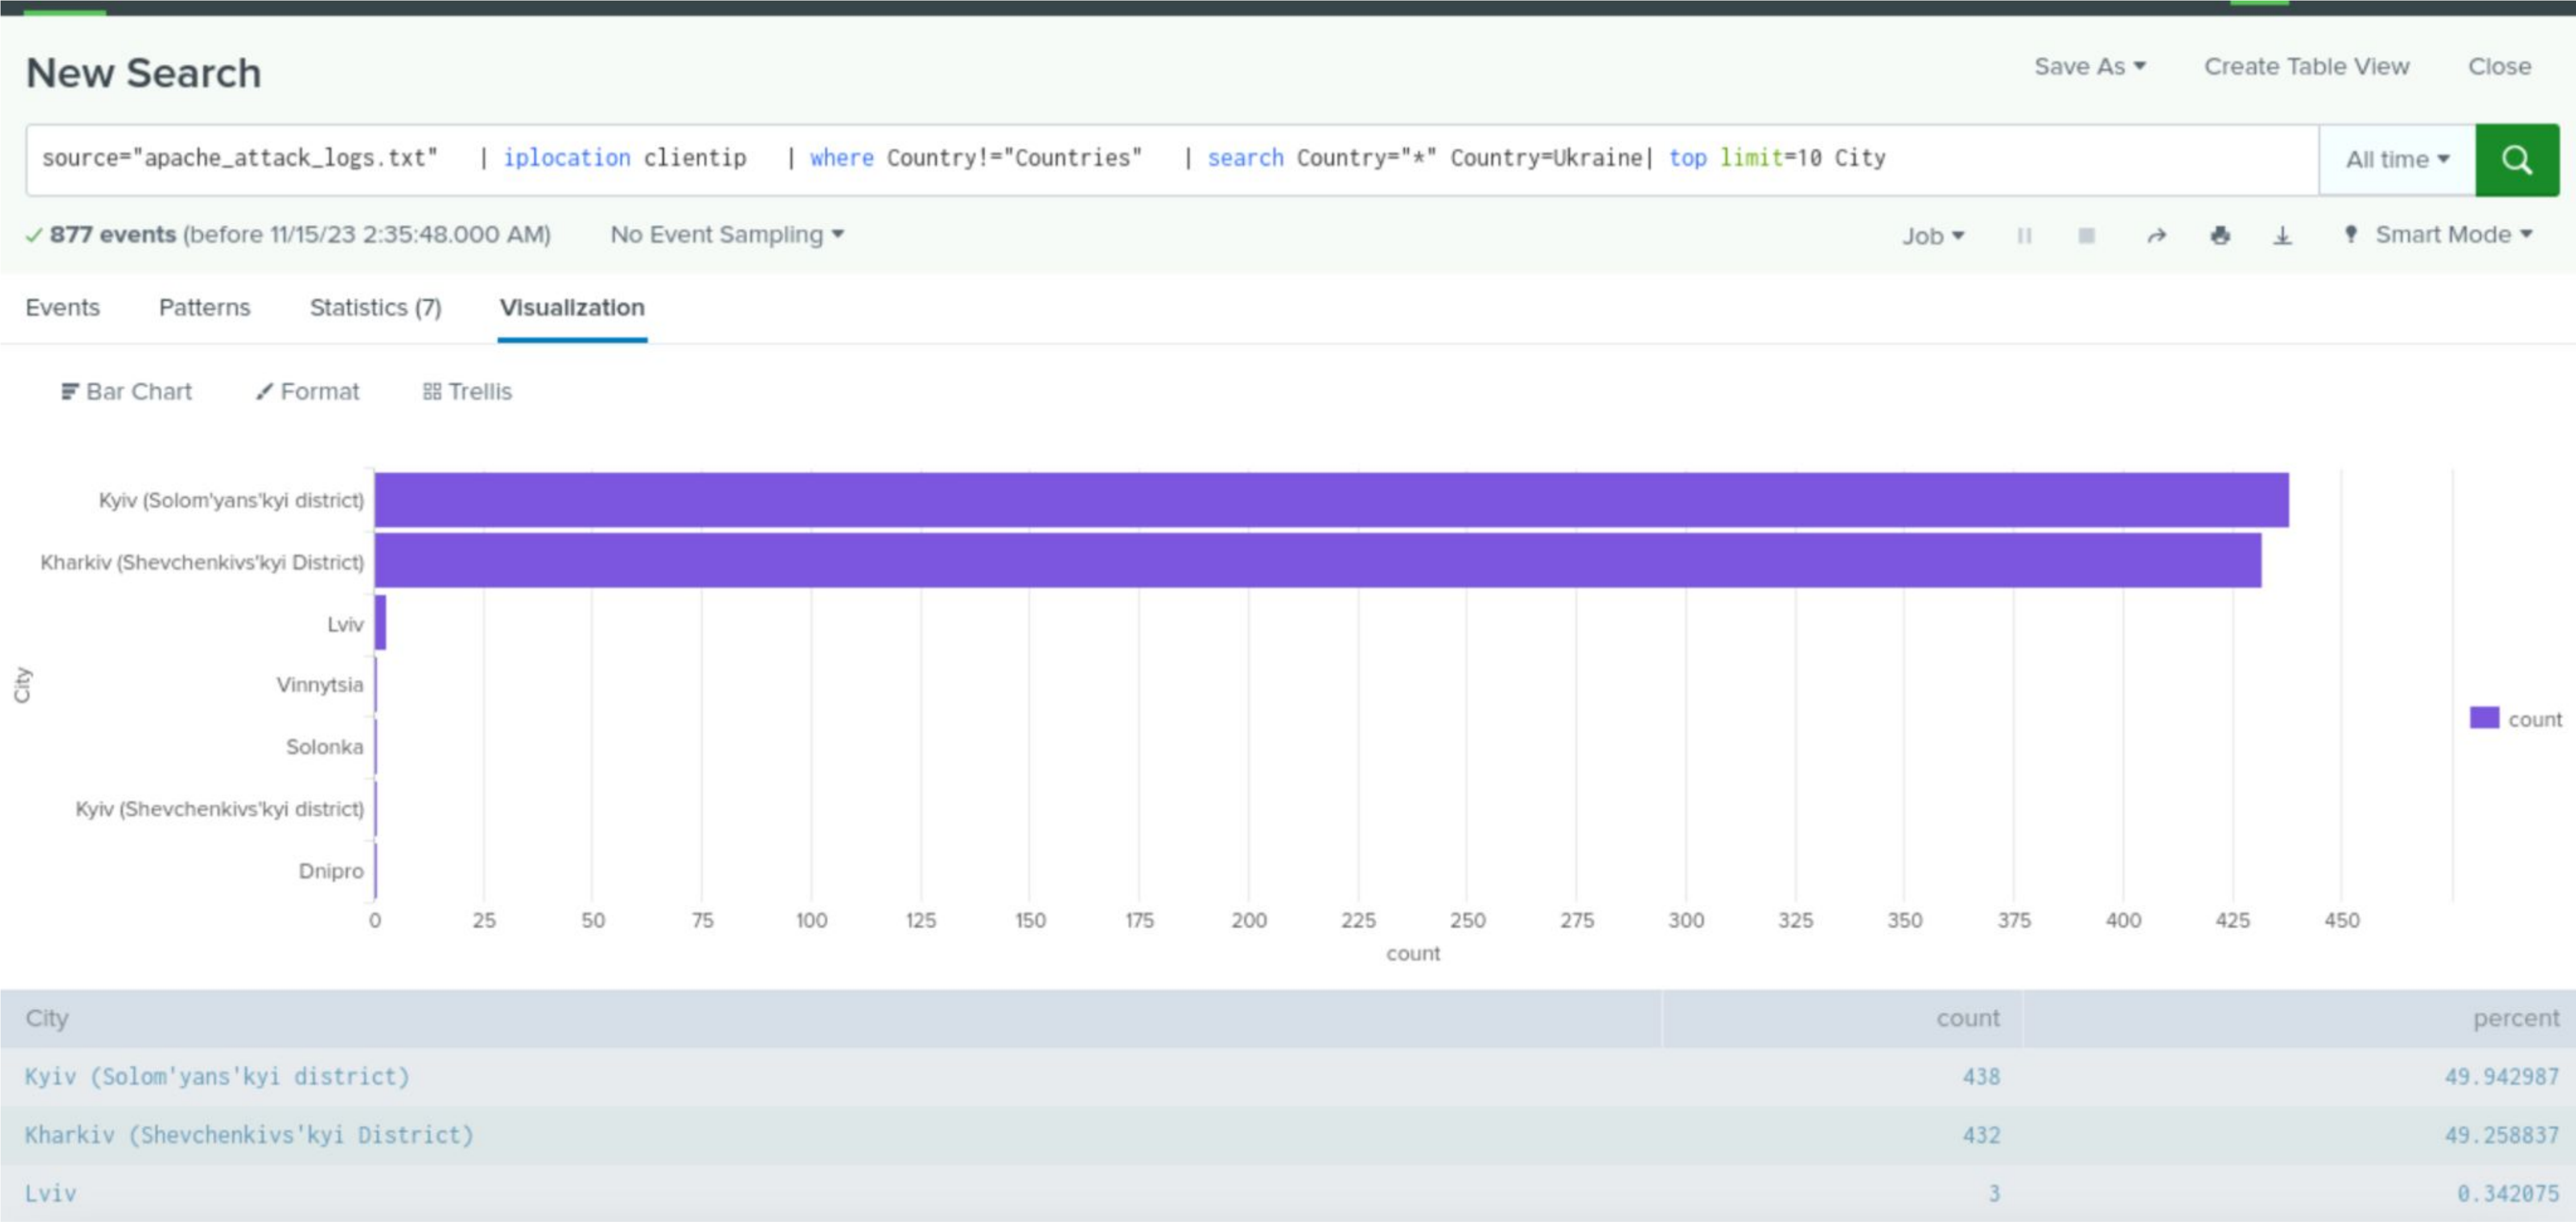 New Search
Save As Create Table View Close
source="apache_attack_logs.txt" | iplocation clientip | where Country!="Countries" | search Country="*" Country=Ukraine| top limit=10 City
All time
877 events (before 11/15/23 2:35:48.000 AM) No Event Sampling
Job Smart Mode
Events Patterns Statistics (7) Visualization
Bar Chart Format Trellis
Kyiv (Solom'yans'kyi district)
Kharkiv (Shevchenkivs'kyi District)
Lviv
City
Vinnytsia
Solonka
Kyiv (Shevchenkivs'kyi district)
Dnipro
count
0 25 50 75 100 125 150 175 200 225 250 275 300 325 350 375 400 425 450
count
City count percent
Kyiv (Solom'yans'kyi district) 438 49.942987
Kharkiv (Shevchenkivs'kyi District) 432 49.258837
Lviv 3 0.342075